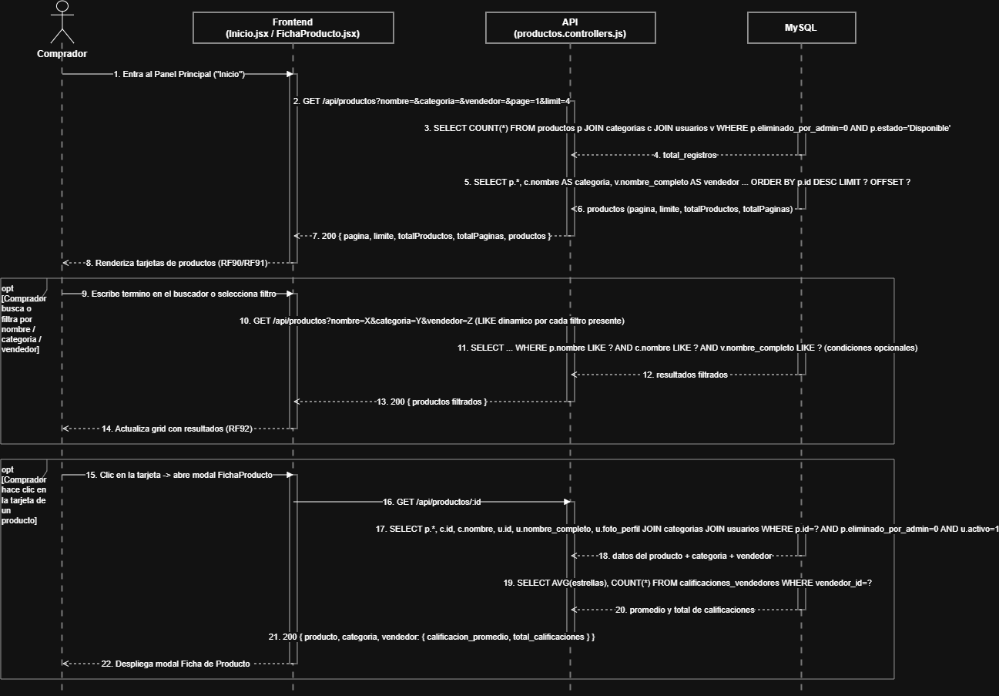 Comprador
Frontend
(Inicio.jsx / FichaProducto.jsx)
API
(productos.controllers.js)
MySQL
1. Entra al Panel Principal ("Inicio")
2. GET /api/productos?nombre=&categoria=&vendedor=&page=1&limit=4
3. SELECT COUNT(*) FROM productos p JOIN categorias c JOIN usuarios v WHERE p.eliminado_por_admin=0 AND p.estado='Disponible'
4. total_registros
5. SELECT p.*, c.nombre AS categoria, v.nombre_completo AS vendedor ... ORDER BY p.id DESC LIMIT ? OFFSET ?
6. productos (pagina, limite, totalProductos, totalPaginas)
7. 200 { pagina, limite, totalProductos, totalPaginas, productos }
8. Renderiza tarjetas de productos (RF90/RF91)
opt
[Comprador
busca o
filtra por
nombre /
categoria /
vendedor]
9. Escribe termino en el buscador o selecciona filtro
10. GET /api/productos?nombre=X&categoria=Y&vendedor=Z (LIKE dinamico por cada filtro presente)
11. SELECT ... WHERE p.nombre LIKE ? AND c.nombre LIKE ? AND v.nombre_completo LIKE ? (condiciones opcionales)
12. resultados filtrados
13. 200 { productos filtrados }
14. Actualiza grid con resultados (RF92)
opt
[Comprador
hace clic en
la tarjeta de
un
producto]
15. Clic en la tarjeta -> abre modal FichaProducto
16. GET /api/productos/:id
17. SELECT p.*, c.id, c.nombre, u.id, u.nombre_completo, u.foto_perfil JOIN categorias JOIN usuarios WHERE p.id=? AND p.eliminado_por_admin=0 AND u.activo=1
18. datos del producto + categoria + vendedor
19. SELECT AVG(estrellas), COUNT(*) FROM calificaciones_vendedores WHERE vendedor_id=?
20. promedio y total de calificaciones
21. 200 { producto, categoria, vendedor: { calificacion_promedio, total_calificaciones } }
22. Despliega modal Ficha de Producto